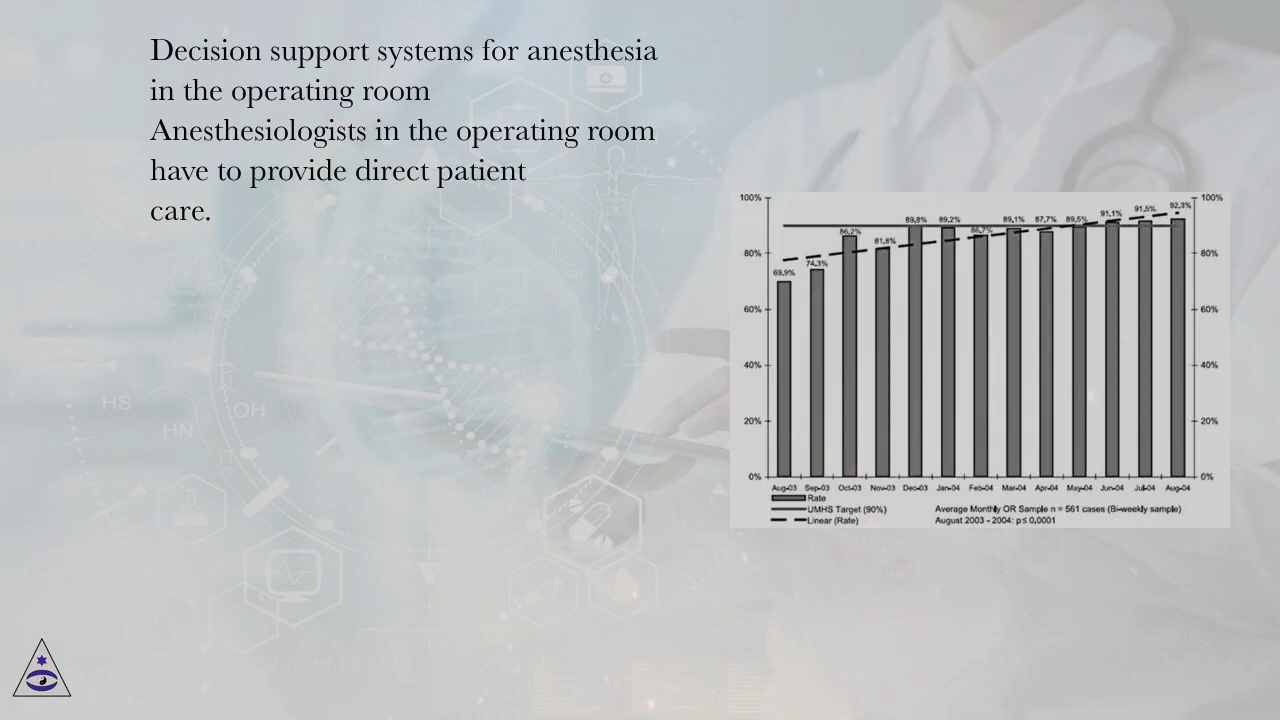 Decision support systems for anesthesia
in the operating room
Anesthesiologists in the operating room
have to provide direct patient
care.
100% 100%
92,3%
91,5%
91,1%
89,8% 89,2% 89,1% 87,7% 89,5%
86,2% 86,7%
81,8%
80% 80%
74,3%
69,9%
60% 60%
40% 40%
HS OH
20% 20%
HN
0% 0%
Aug-03 Sep-03 Oct-03 Nov-03 Dec-03 Jan-04 Feb-04 Mar-04 Apr-04 May-04 Jun-04 Jul-04 Aug-04
Rate
UMHS Target (90%) Average Monthly OR Sample n = 561 cases (Bi-weekly sample)
Linear (Rate) August 2003 - 2004: p ≤ 0,0001